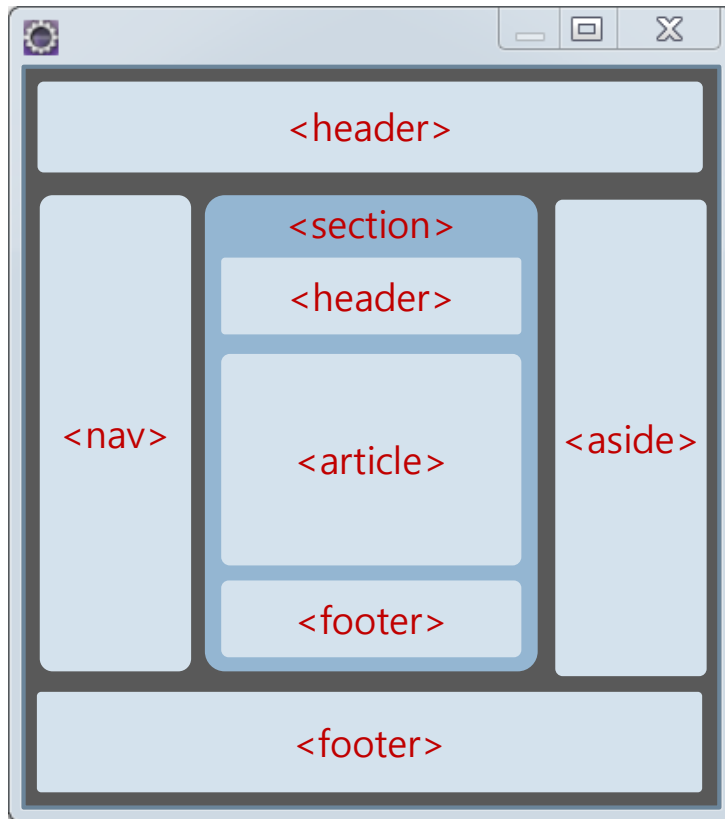 <header>
<nav>
<section>
<header>
<article>
<footer>
<aside>
<footer>